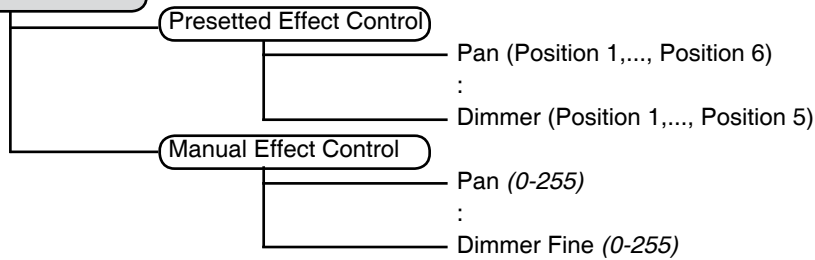 Presetted Effect Control
Pan (Position 1,..., Position 6)
:
Dimmer (Position 1,..., Position 5)
Manual Effect Control
Pan (0-255)
:
Dimmer Fine (0-255)